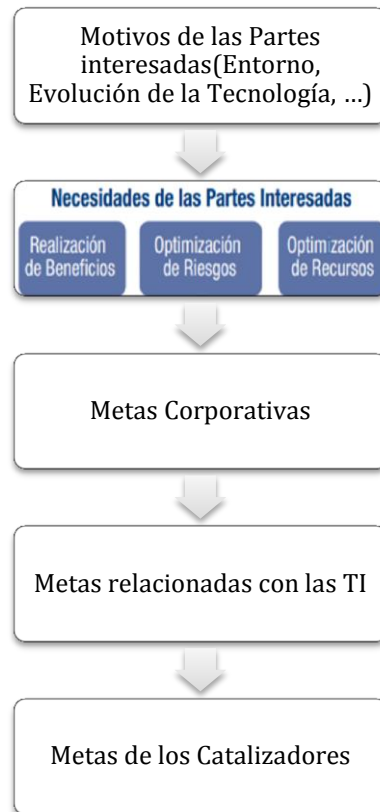 Motivos de las Partes
interesadas(Entorno,
Evolución de la Tecnología, ...)
Necesidades de las Partes Interesadas
Realización
de Beneficios
Optimización
de Riesgos
Optimización
de Recursos
Metas Corporativas
Metas relacionadas con las TI
Metas de los Catalizadores